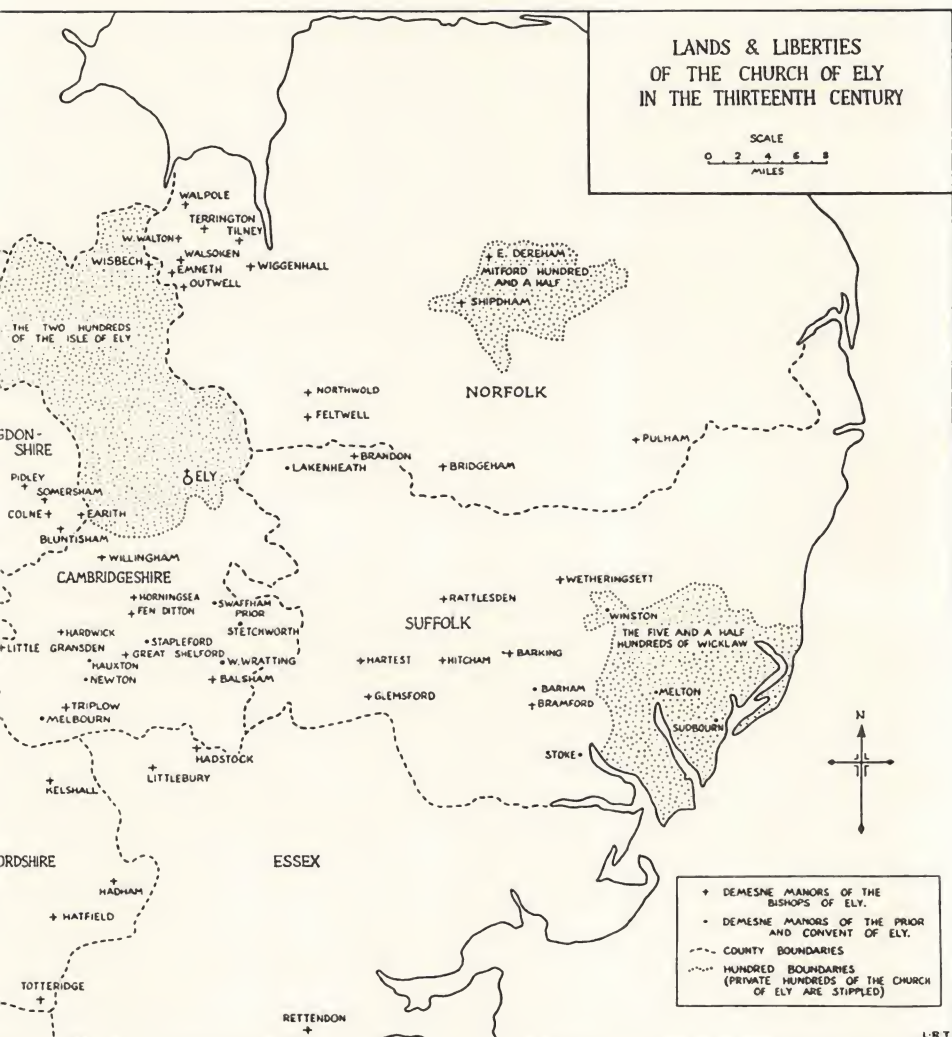 LANDS & LIBERTIES
OF THE CHURCH OF ELY
IN THE THIRTEENTH CENTURY
SCALE
0 2 4 6 8
MILES
WALPOLE
TERRINGTON
TILNEY
W. WALTON
WALSOKEN
WISBECH
EMNETH
WIGGENHALL
OUTWELL
E. DEREHAM
MITFORD HUNDRED
AND A HALF
SHIPDHAM
THE TWO HUNDREDS
OF THE ISLE OF ELY
NORTHWOLD
NORFOLK
FELTWELL
GDON-
SHIRE
PULHAM
BRANDON
LAKENHEATH
BRIDGEHAM
ELY
PIDLEY
SOMERSHAM
COLNE
EARITH
BLUNTISHAM
WILLINGHAM
CAMBRIDGESHIRE
WETHERINGSETT
HORNINGSEA
SWAFFHAM
PRIOR
FEN DITTON
RATTLESDEN
WINSTON
SUFFOLK
HARDWICK
STETCHWORTH
THE FIVE AND A HALF
HUNDREDS OF WICKLAW
LITTLE GRANSDEN
STAPLEFORD
GREAT SHELFORD
HAUXTON
W. WRATTING
HARTEST
HITCHAM
BARKING
NEWTON
BALSHAM
GLEMSFORD
BARHAM
MELTON
BRAMFORD
TRIPLOW
MELBOURN
SUDBOURN
N
HADSTOCK
STOKE
LITTLEBURY
KELSHALL
ORDSHIRE
ESSEX
HADHAM
HATFIELD
TOTTERIDGE
RETTENDON
DEMESNE MANORS OF THE
BISHOPS OF ELY.
DEMESNE MANORS OF THE PRIOR
AND CONVENT OF ELY.
COUNTY BOUNDARIES
HUNDRED BOUNDARIES
(PRIVATE HUNDREDS OF THE CHURCH
OF ELY ARE STIPPLED)